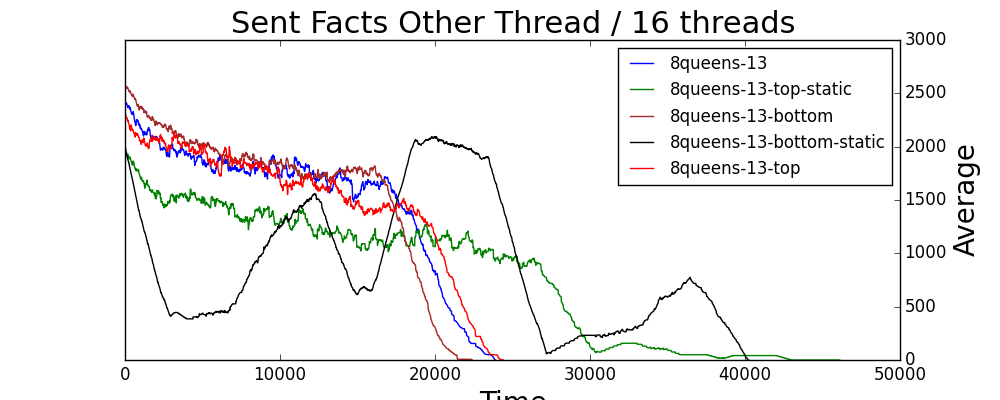 Sent Facts Other Thread / 16 threads
8queens-13
8queens-13-top-static
8queens-13-bottom
8queens-13-bottom-static
8queens-13-top
3000
2500
2000
1500
1000
500
0
Average
0 10000 20000 30000 40000 50000
Time